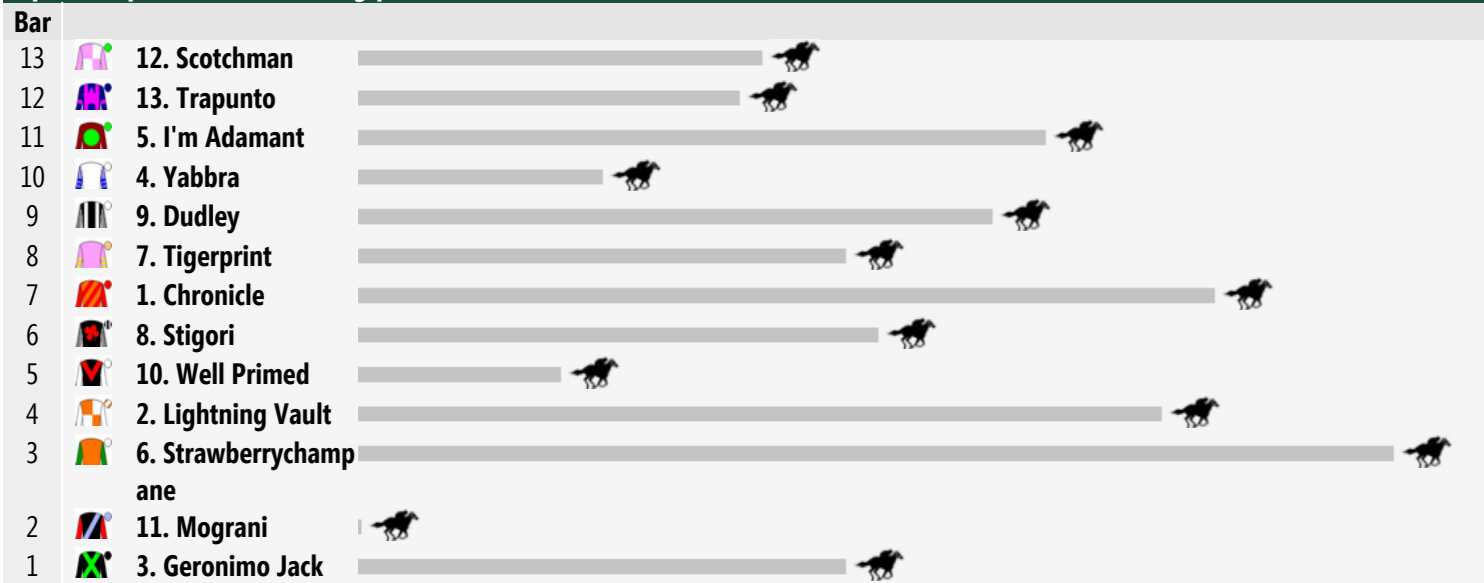 Bar
13 12. Scotchman
12 13. Trapunto
11 5. I'm Adamant
10 4. Yabbra
9 9. Dudley
8 7. Tigerprint
7 1. Chronicle
6 8. Stigori
5 10. Well Primed
4 2. Lightning Vault
3 6. Strawberrychamp
ane
2 11. Mograni
1 3. Geronimo Jack